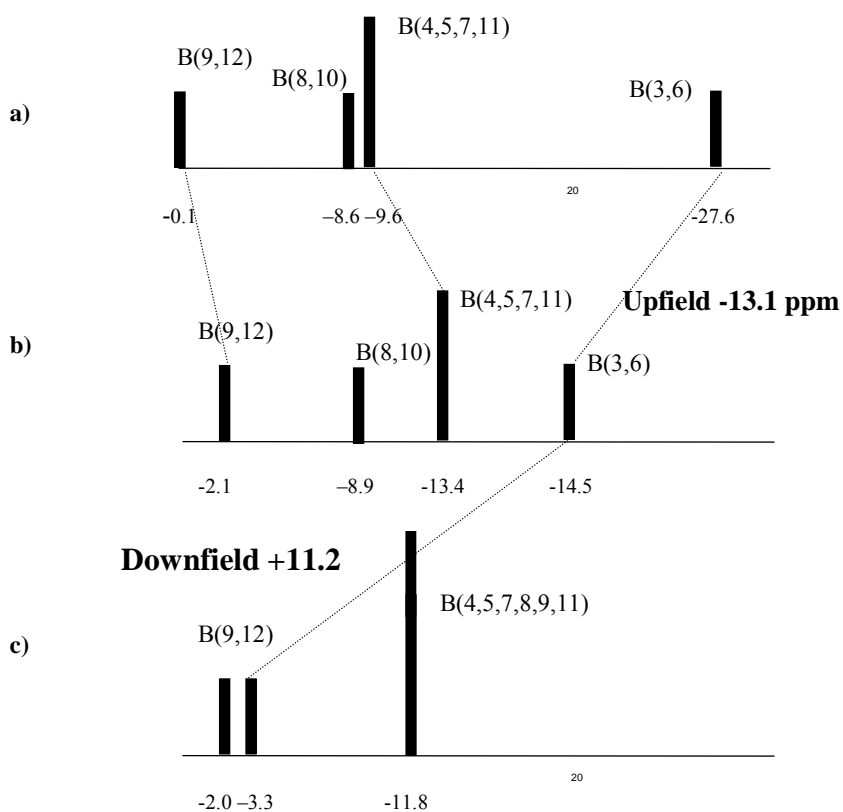 B(4,5,7,11)
B(9,12)
B(8,10)
B(3,6)
a)
20
-0.1 –8.6 –9.6 -27.6
B(4,5,7,11) Upfield -13.1 ppm
B(9,12)
b) B(8,10) B(3,6)
-2.1 –8.9 -13.4 -14.5
Downfield +11.2
B(4,5,7,8,9,11)
B(9,12)
c)
20
-2.0 –3.3 -11.8